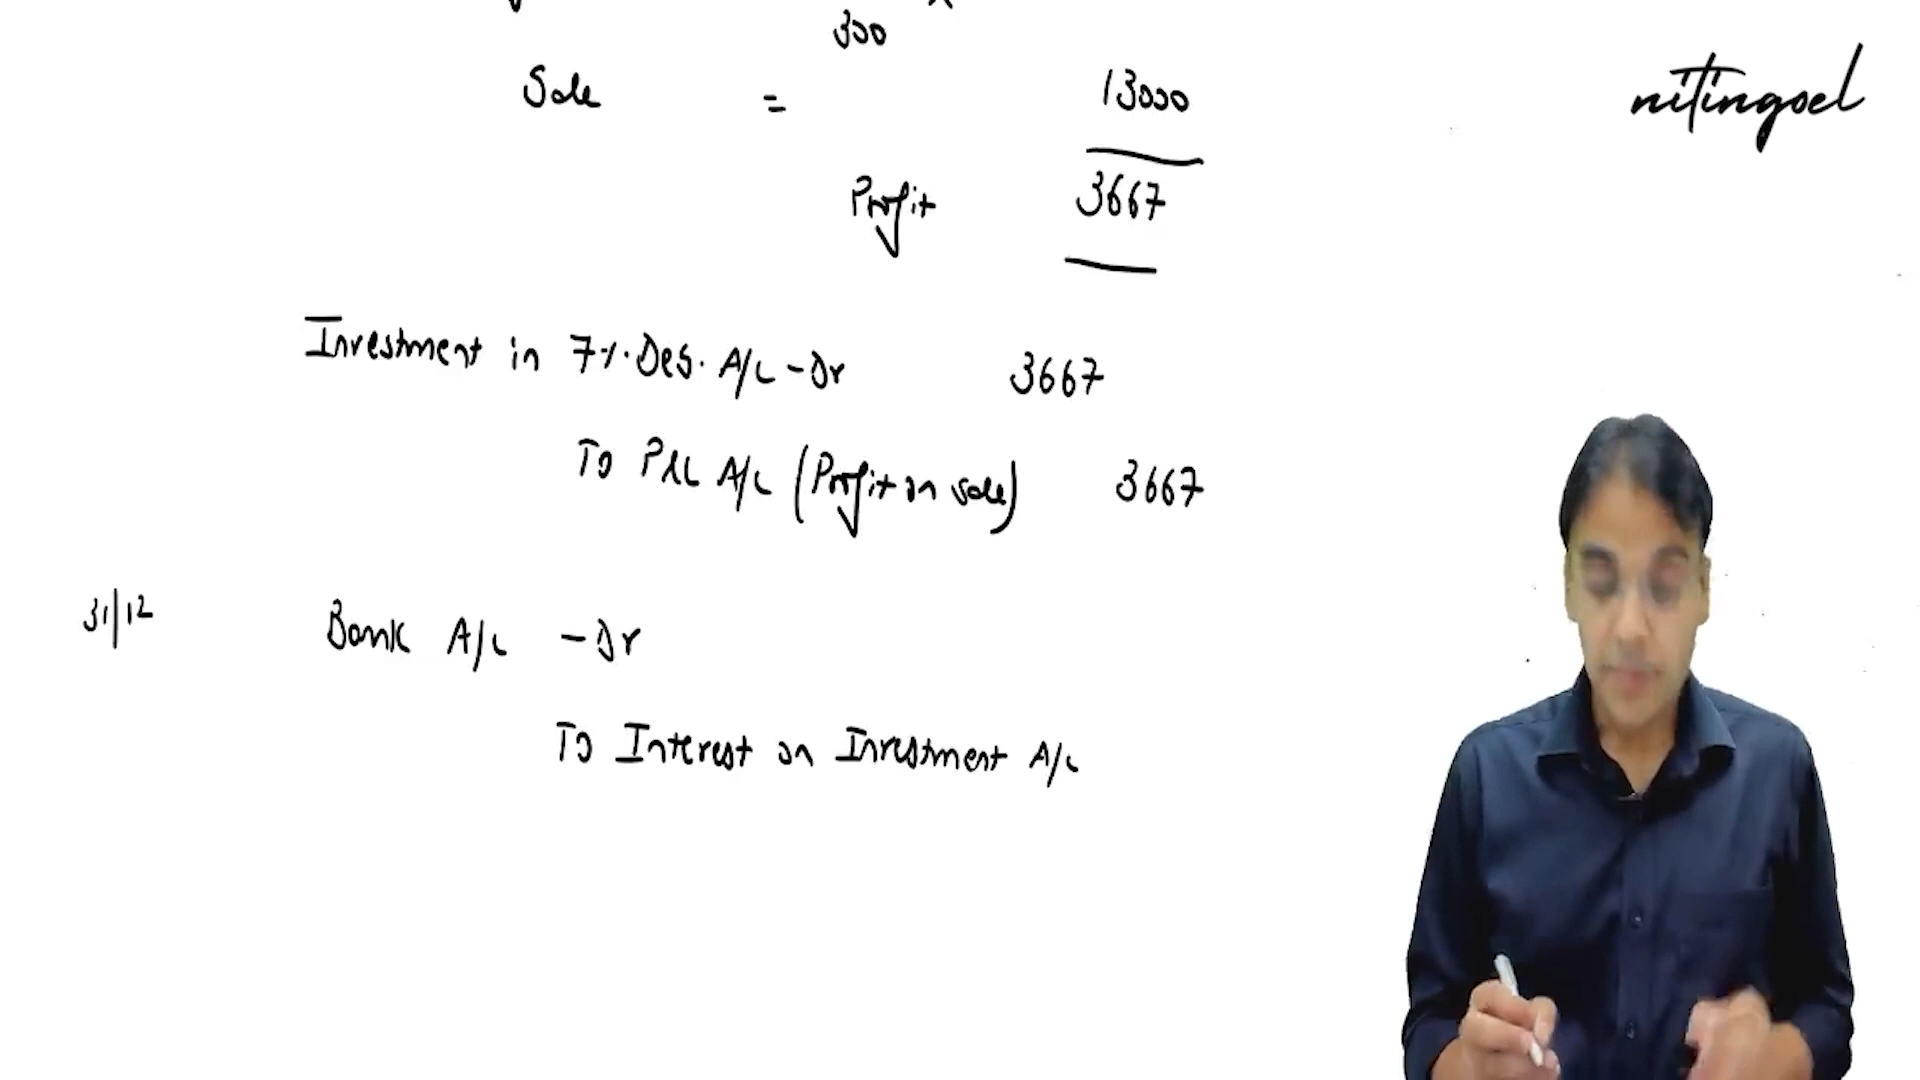 300
nitingoel
Sale = 13000
Profit 3667
Investment in 7%. Deb. A/c - Dr 3667
To P&L A/c (Profit on sale) 3667
31/12 Bank A/c - Dr
To Interest on Investment A/c